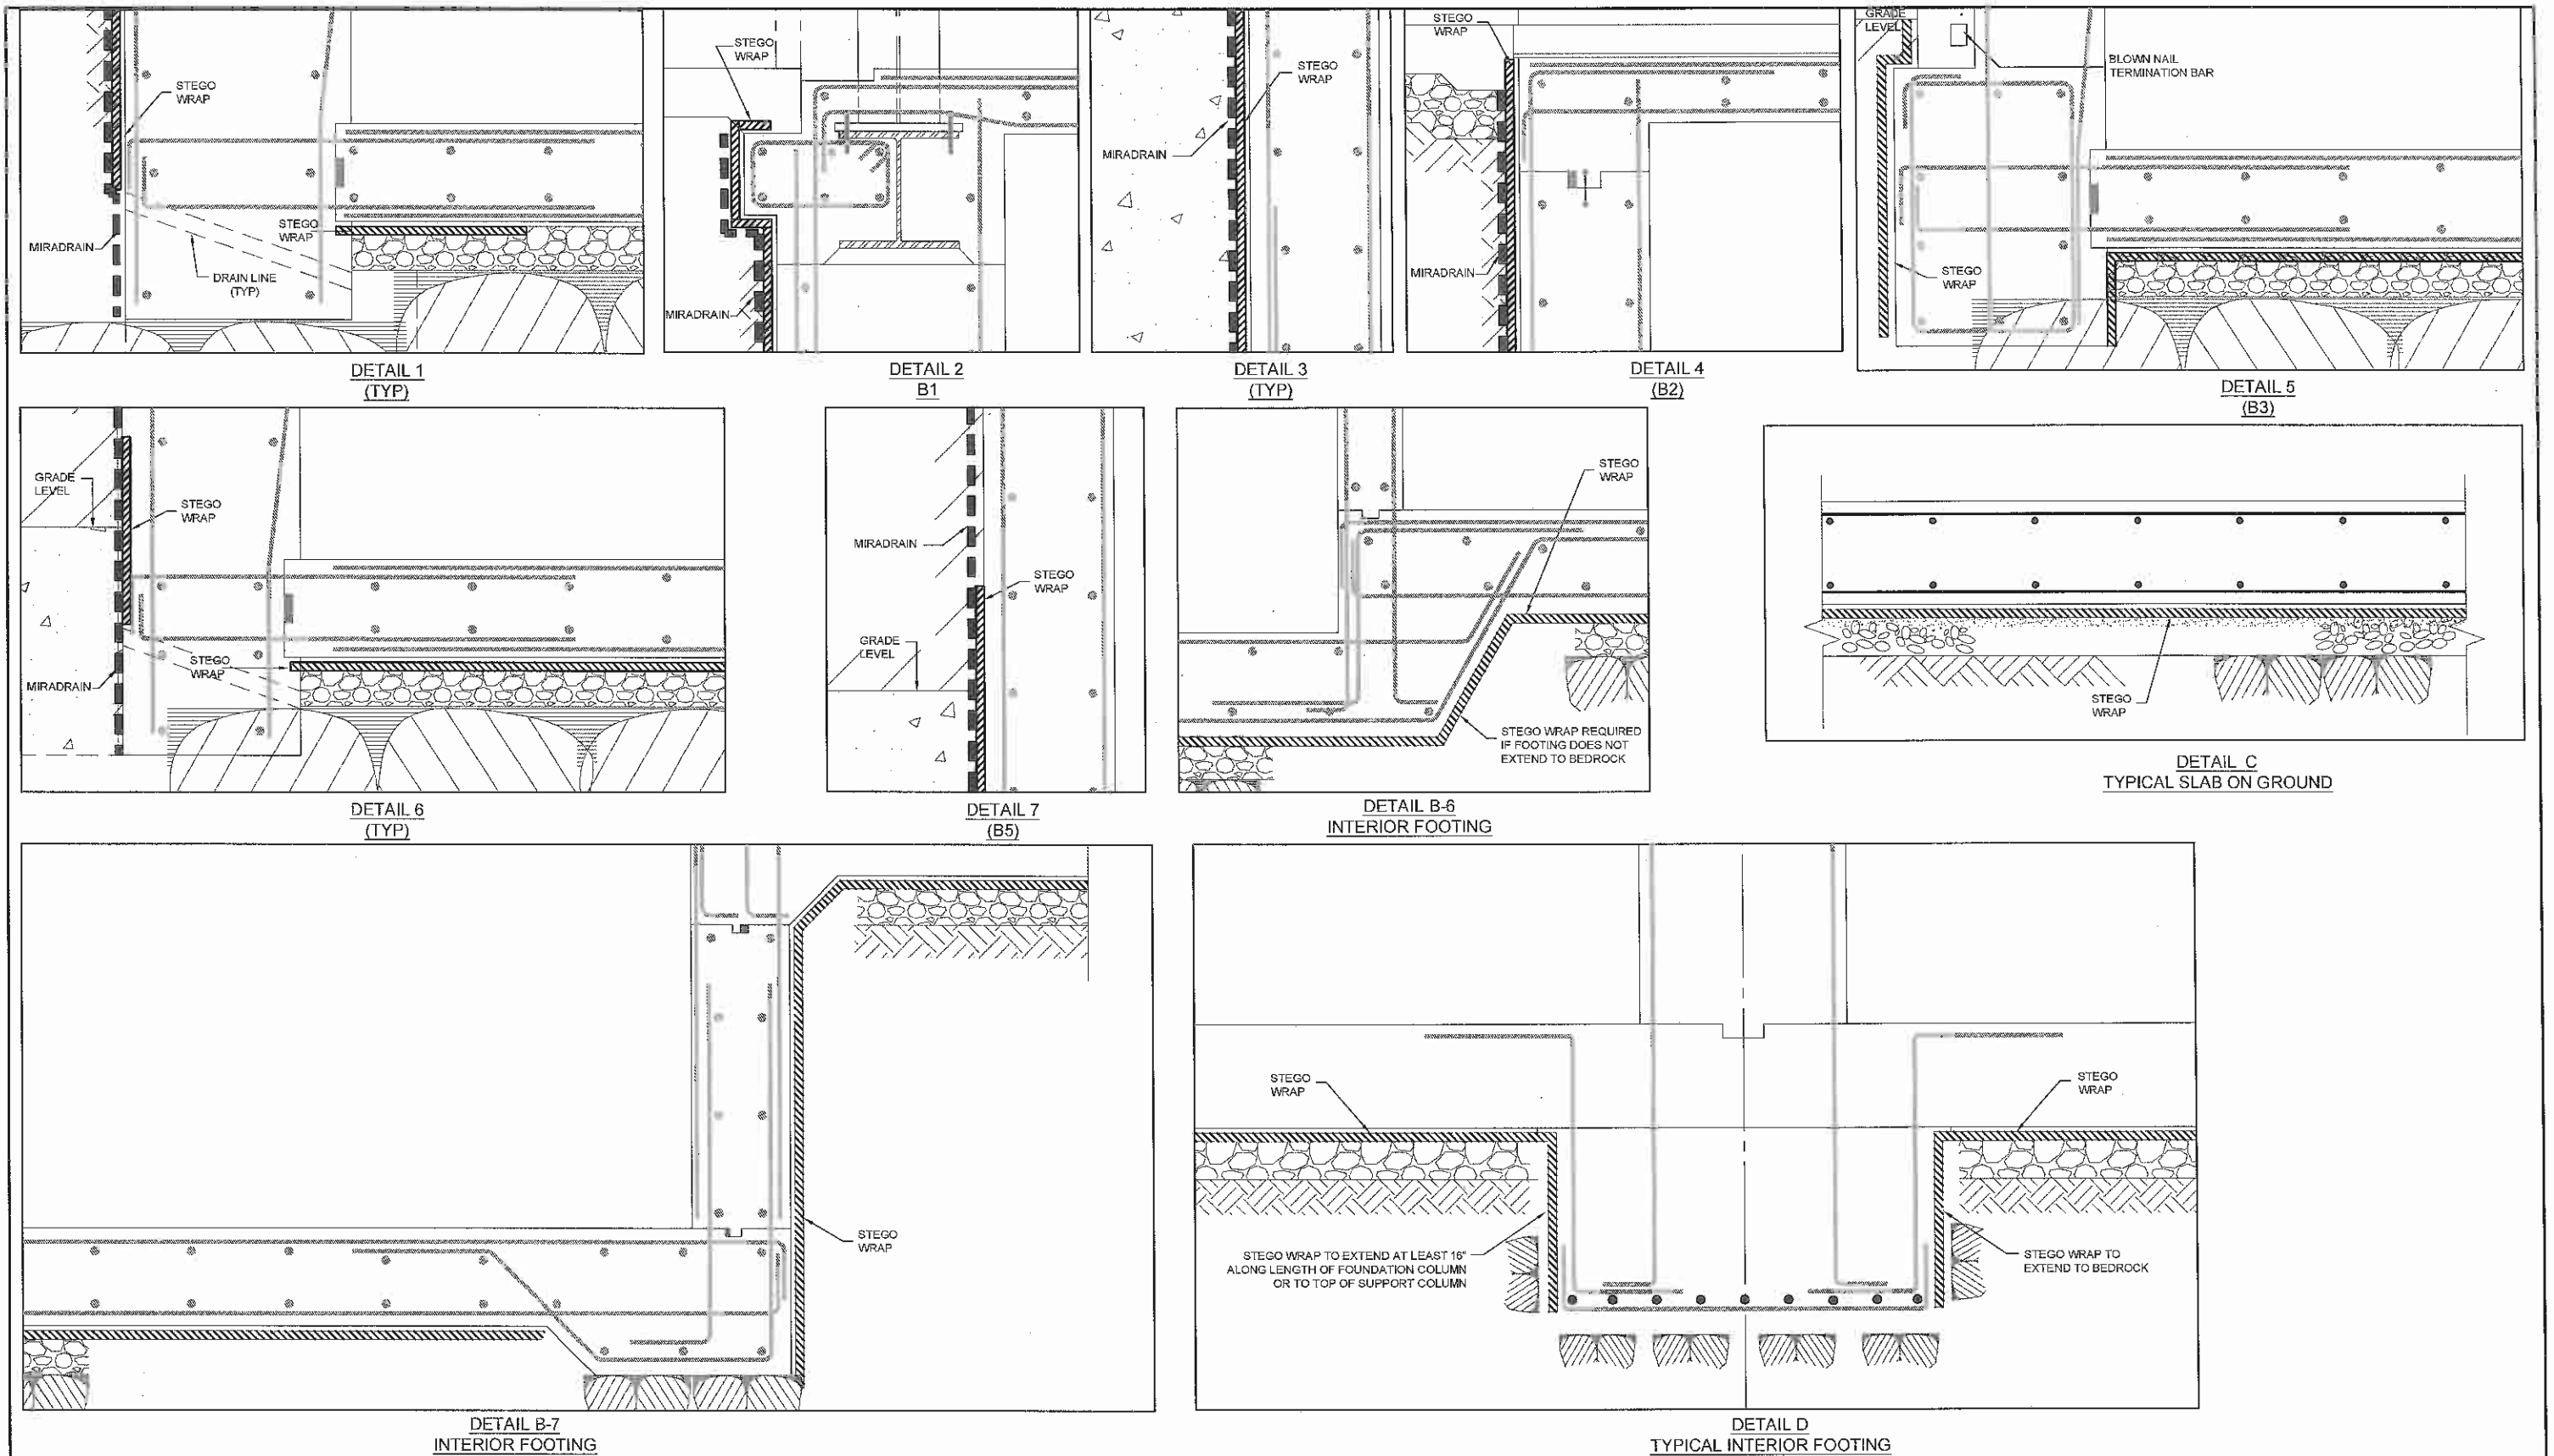 STEGO
WRAP
STEGO
WRAP
MIRADRAIN
DRAIN LINE
(TYP)
DETAIL 1
(TYP)
STEGO
WRAP
MIRADRAIN
DETAIL 2
B1
STEGO
WRAP
MIRADRAIN
DETAIL 3
(TYP)
STEGO
WRAP
MIRADRAIN
DETAIL 4
(B2)
GRADE
LEVEL
BLOWN NAIL
TERMINATION BAR
STEGO
WRAP
DETAIL 5
(B3)
GRADE
LEVEL
STEGO
WRAP
STEGO
WRAP
MIRADRAIN
DETAIL 6
(TYP)
MIRADRAIN
STEGO
WRAP
GRADE
LEVEL
DETAIL 7
(B5)
STEGO
WRAP
STEGO WRAP REQUIRED
IF FOOTING DOES NOT
EXTEND TO BEDROCK
DETAIL B-6
INTERIOR FOOTING
STEGO
WRAP
DETAIL C
TYPICAL SLAB ON GROUND
STEGO
WRAP
DETAIL B-7
INTERIOR FOOTING
STEGO
WRAP
STEGO
WRAP
STEGO WRAP TO EXTEND AT LEAST 16"
ALONG LENGTH OF FOUNDATION COLUMN
OR TO TOP OF SUPPORT COLUMN
STEGO WRAP TO
EXTEND TO BEDROCK
DETAIL D
TYPICAL INTERIOR FOOTING